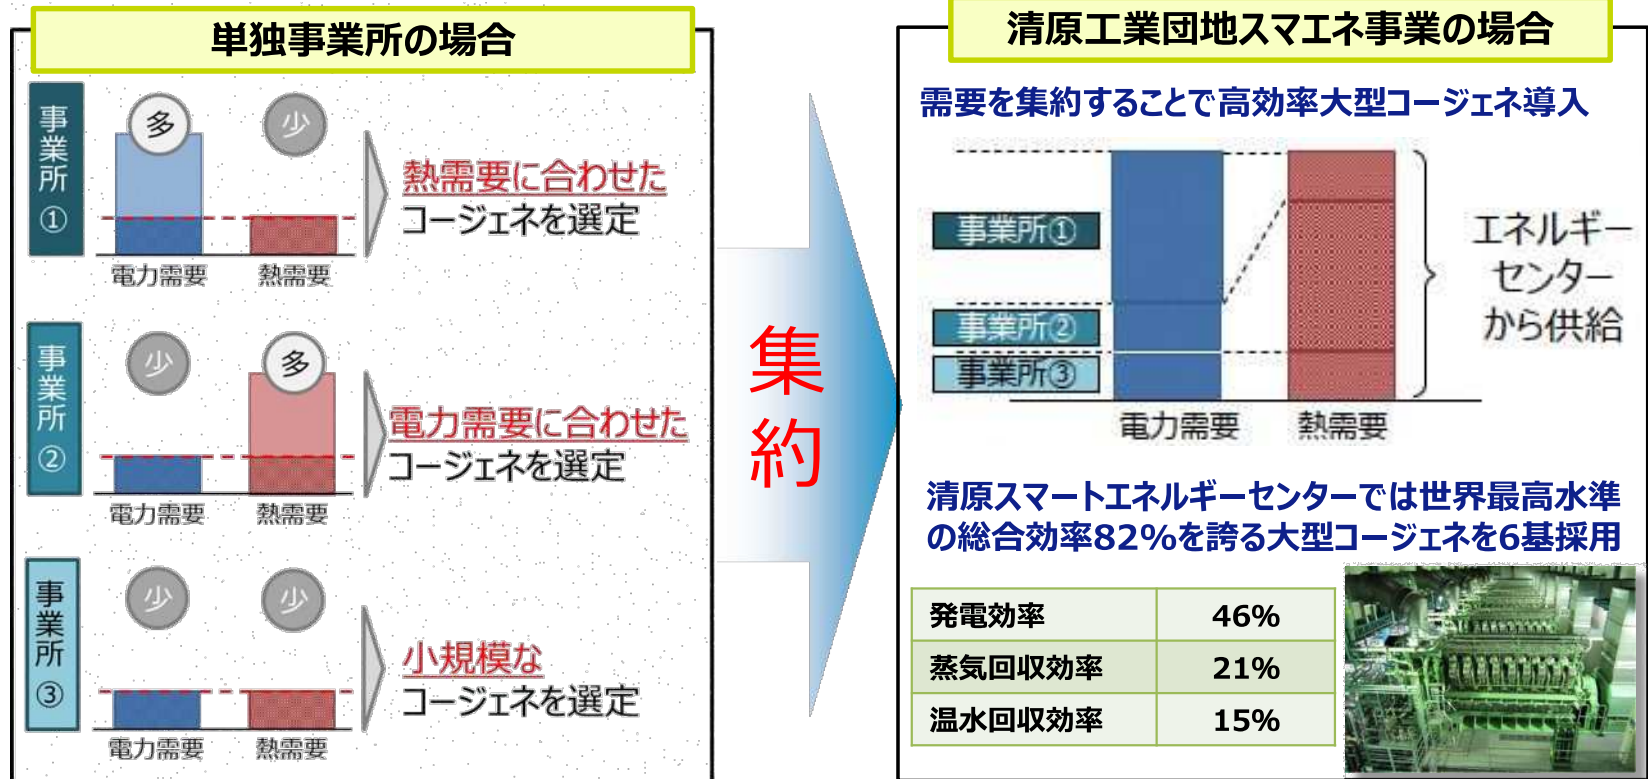 単独事業所の場合
事業所①
多
少
電力需要
熱需要
熱需要に合わせた
コージェネを選定
事業所②
少
多
電力需要
熱需要
電力需要に合わせた
コージェネを選定
事業所③
少
少
電力需要
熱需要
小規模な
コージェネを選定
集約
清原工業団地スマエネ事業の場合
需要を集約することで高効率大型コージェネ導入
事業所①
事業所②
事業所③
電力需要
熱需要
エネルギー
センター
から供給
清原スマートエネルギーセンターでは世界最高水準
の総合効率82%を誇る大型コージェネを6基採用
発電効率 46%
蒸気回収効率 21%
温水回収効率 15%